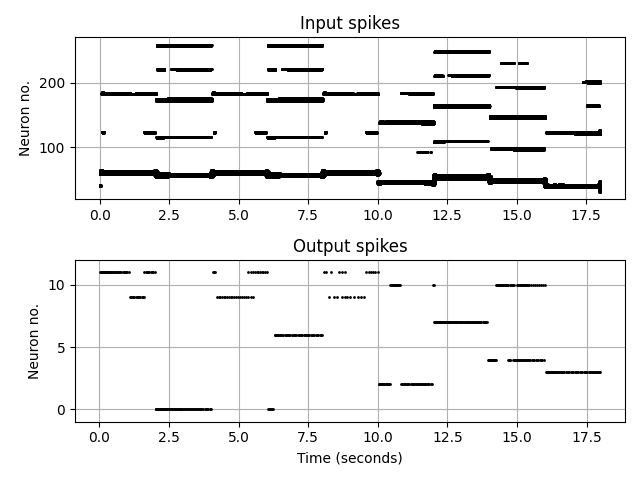 Input spikes
200
100
Neuron no.
0.0 2.5 5.0 7.5 10.0 12.5 15.0 17.5
Output spikes
10
5
0
Neuron no.
0.0 2.5 5.0 7.5 10.0 12.5 15.0 17.5
Time (seconds)